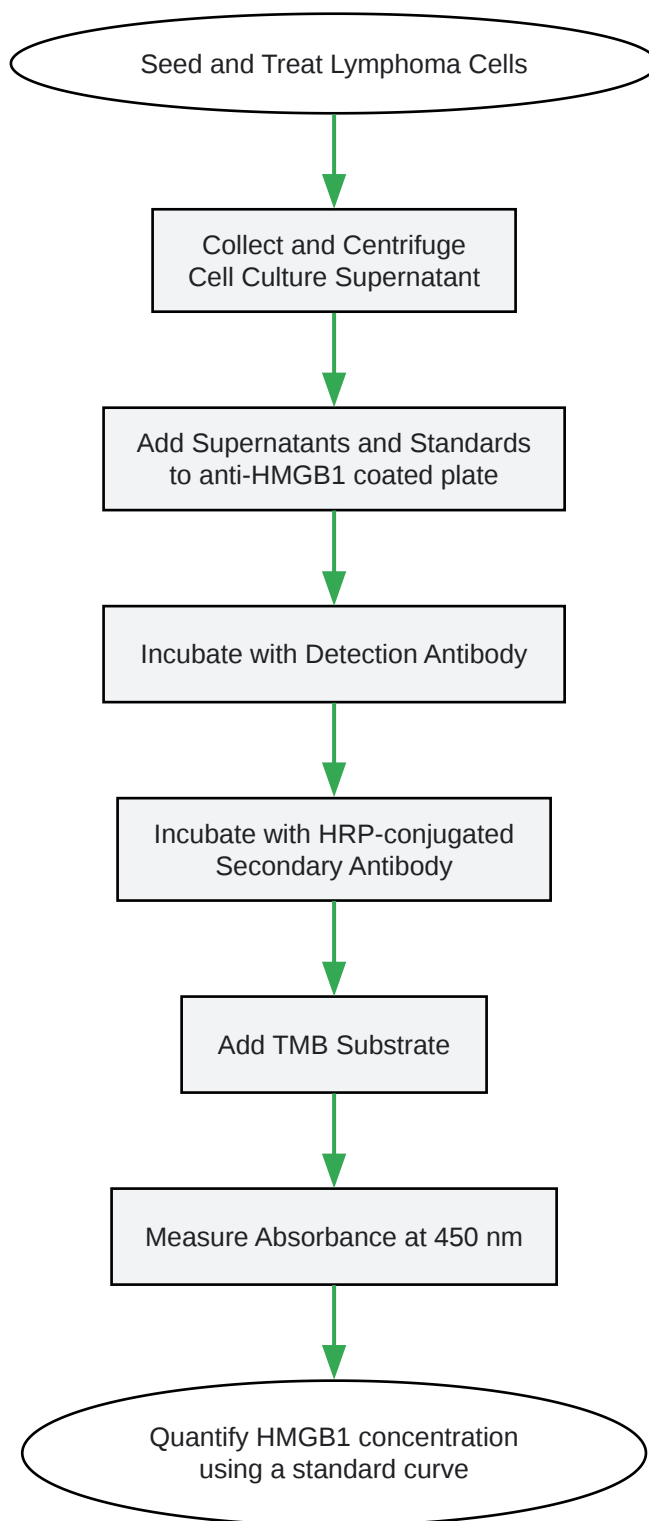 Seed and Treat Lymphoma Cells
Collect and Centrifuge
Cell Culture Supernatant
Add Supernatants and Standards
to anti-HMGB1 coated plate
Incubate with Detection Antibody
Incubate with HRP-conjugated
Secondary Antibody
Add TMB Substrate
Measure Absorbance at 450 nm
Quantify HMGB1 concentration
using a standard curve